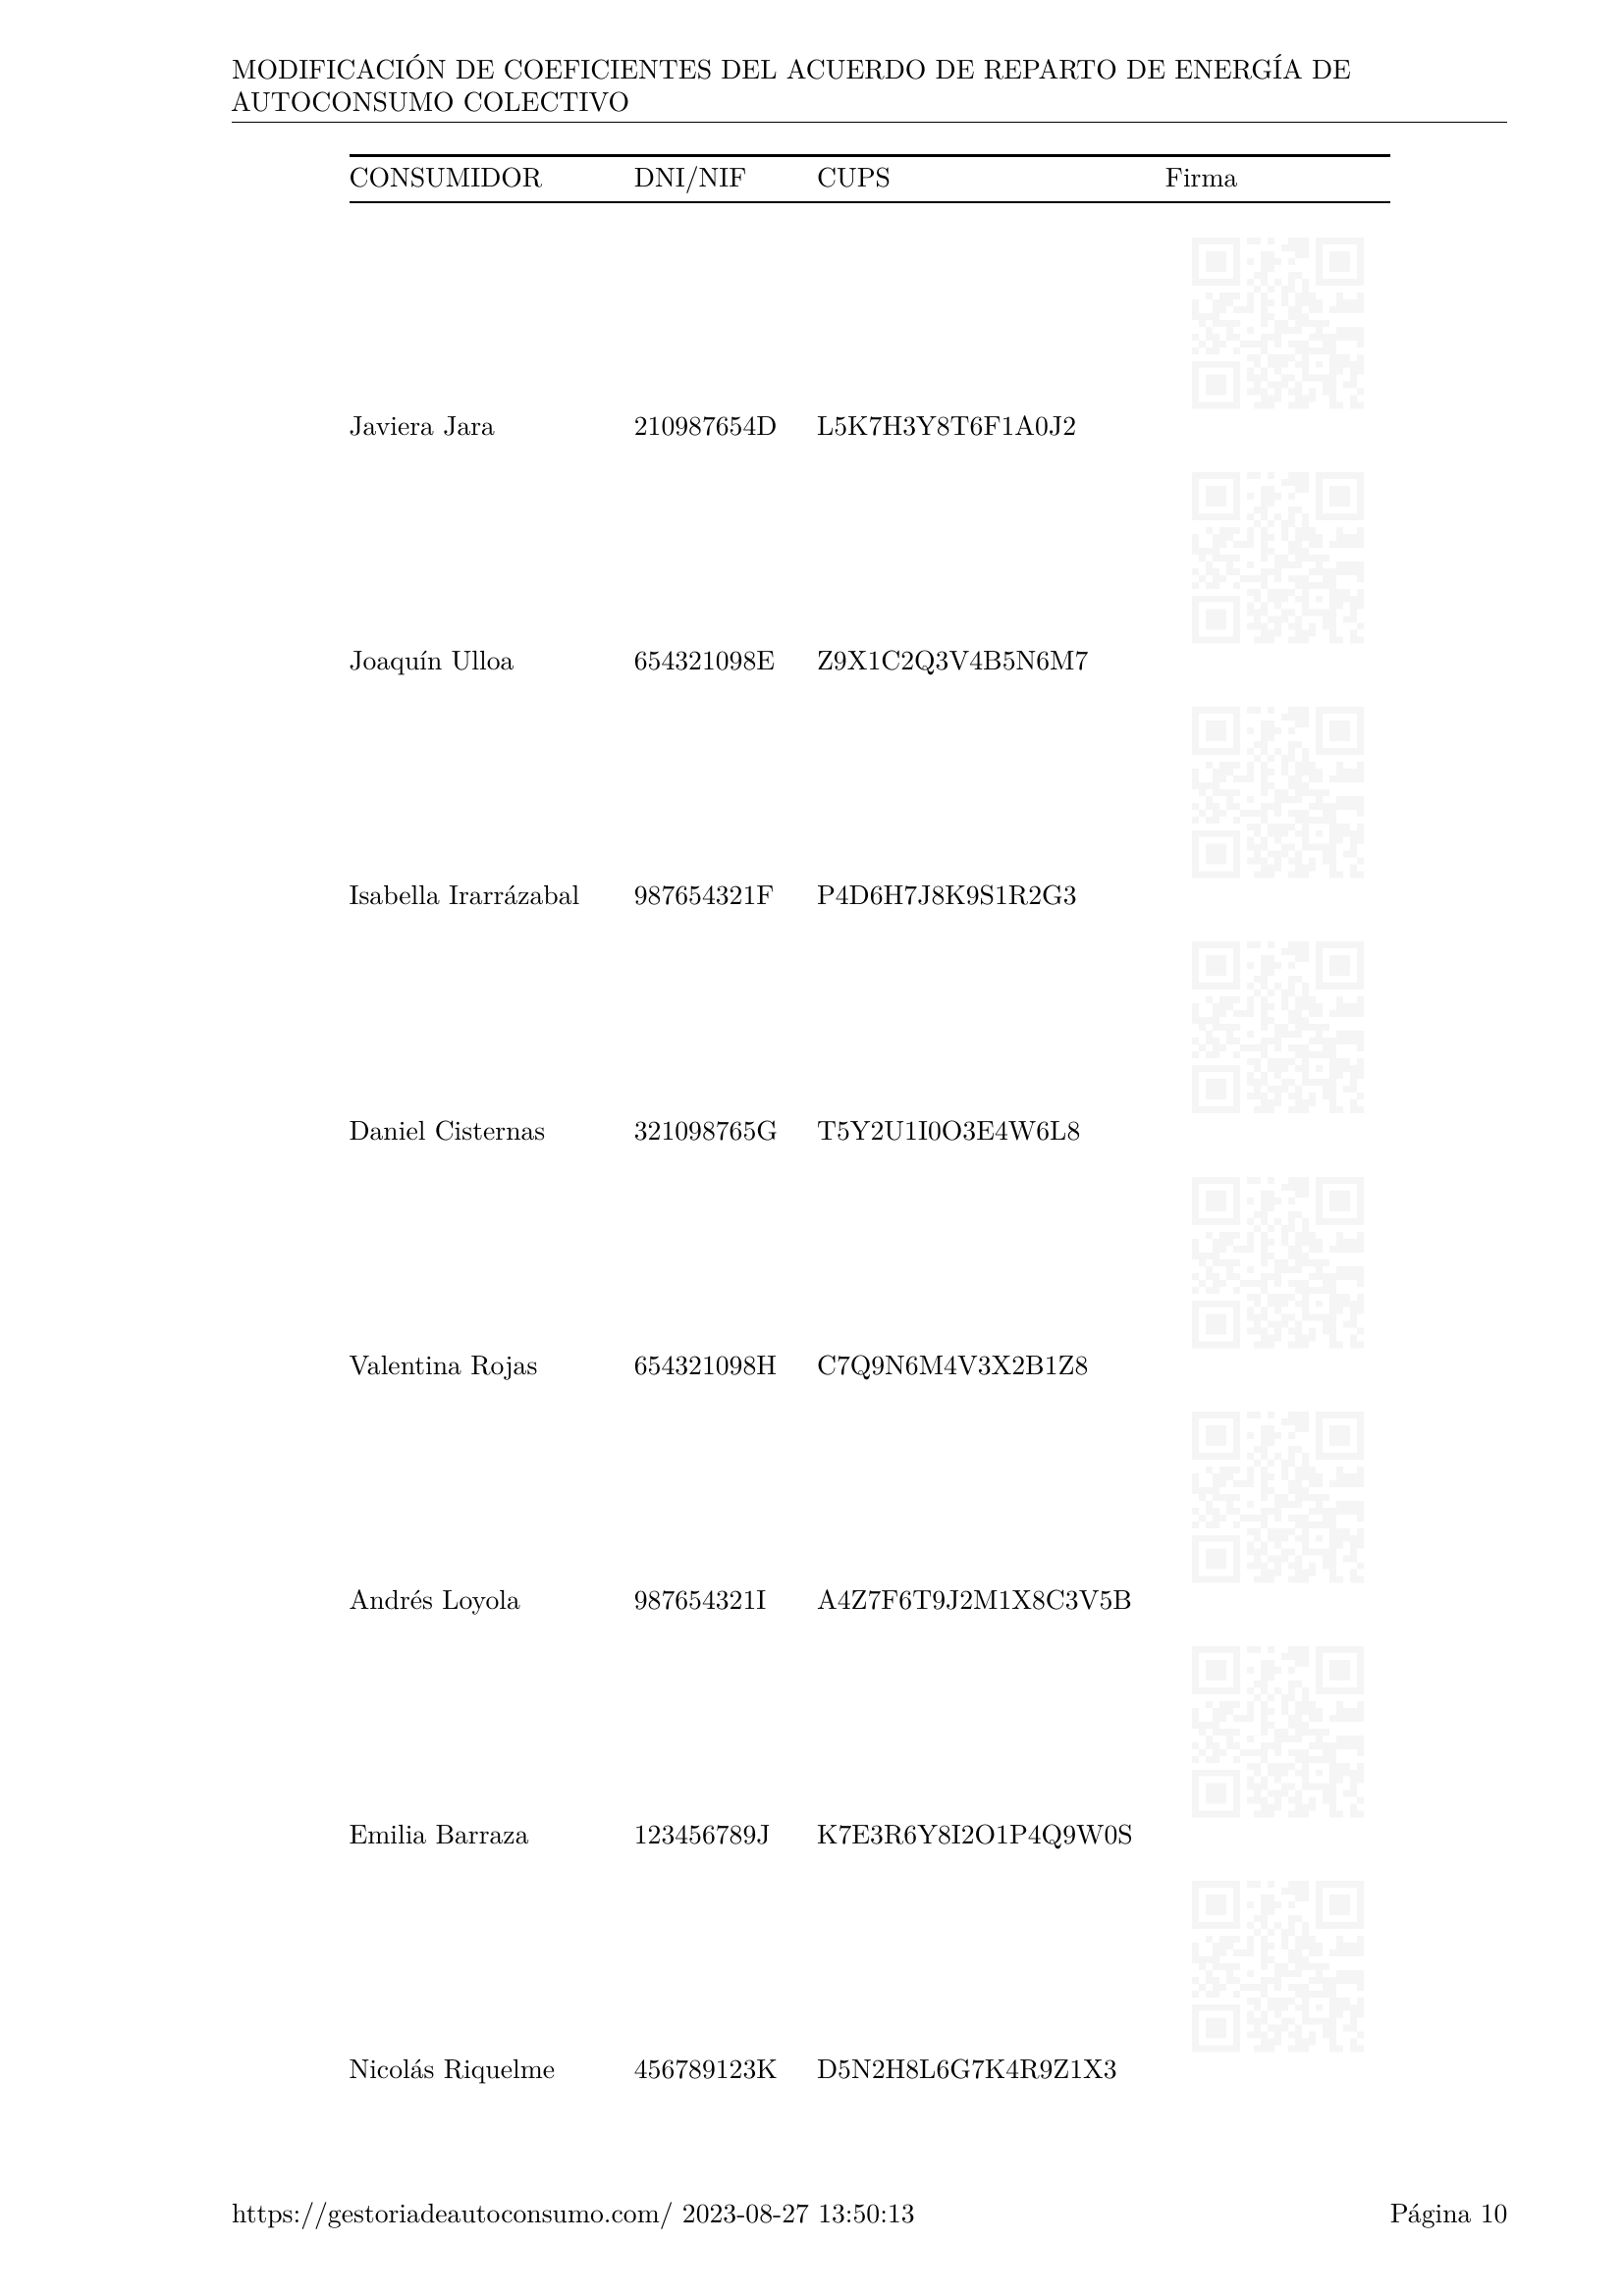 MODIFICACIÓN DE COEFICIENTES DEL ACUERDO DE REPARTO DE ENERGÍA DE
AUTOCONSUMO COLECTIVO
CONSUMIDOR DNI/NIF CUPS Firma
Javiera Jara 210987654D L5K7H3Y8T6F1A0J2
Joaquín Ulloa 654321098E Z9X1C2Q3V4B5N6M7
Isabella Irarrázabal 987654321F P4D6H7J8K9S1R2G3
Daniel Cisternas 321098765G T5Y2U1I0O3E4W6L8
Valentina Rojas 654321098H C7Q9N6M4V3X2B1Z8
Andrés Loyola 987654321I A4Z7F6T9J2M1X8C3V5B
Emilia Barraza 123456789J K7E3R6Y8I2O1P4Q9W0S
Nicolás Riquelme 456789123K D5N2H8L6G7K4R9Z1X3
https://gestoriadeautoconsumo.com/ 2023-08-27 13:50:13 Página 10